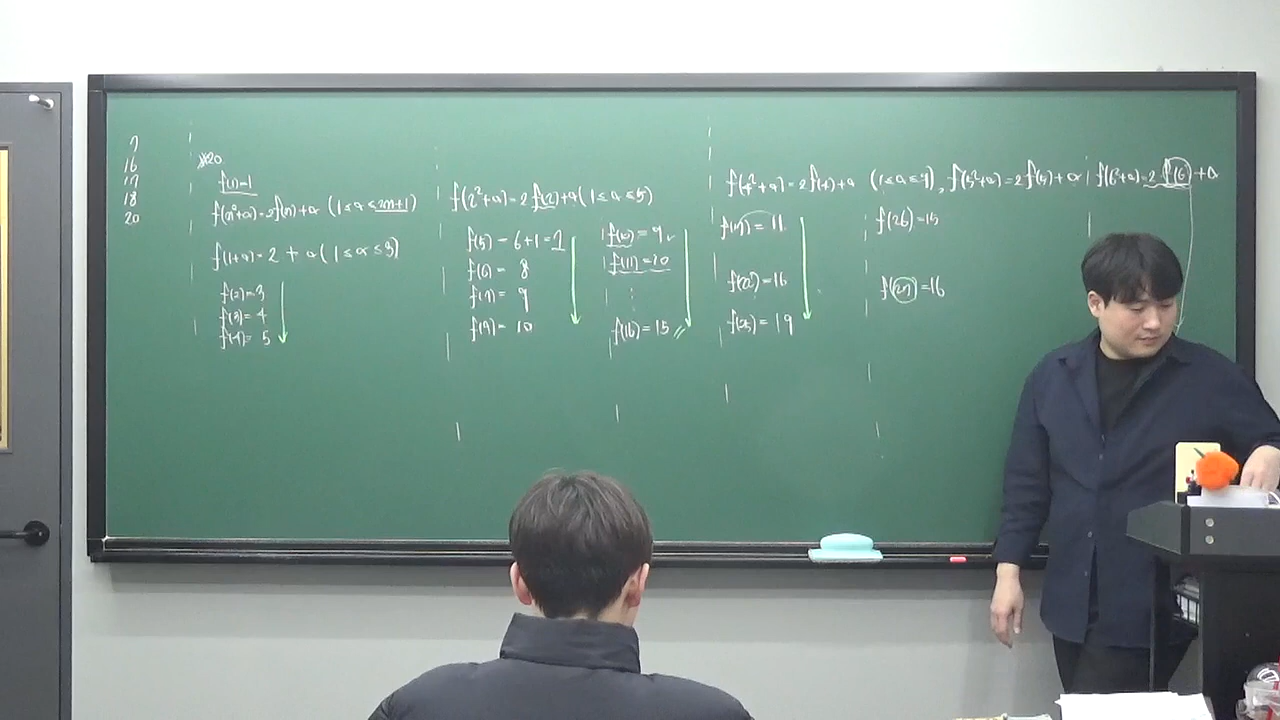 7
16
17
18
20
#20
f(1)=1
f(n²+a)=2f(n)+a (1≤a≤2n+1)
f(1+a)=2+a (1≤a≤3)
f(2)=3
f(3)=4
f(4)=5
f(2²+a)=2f(2)+a (1≤a≤5)
f(5)=6+1=7
f(6)= 8
f(7)= 9
f(9)= 10
f(10)=9
f(11)=10
⋮
f(16)=15
f(4²+a)=2f(4)+a (1≤a≤9), f(5²+a)=2f(5)+a
f(17)=11
f(22)=16
f(25)=19
f(26)=15
f(27)=16
f(6²+a)=2f(6)+a